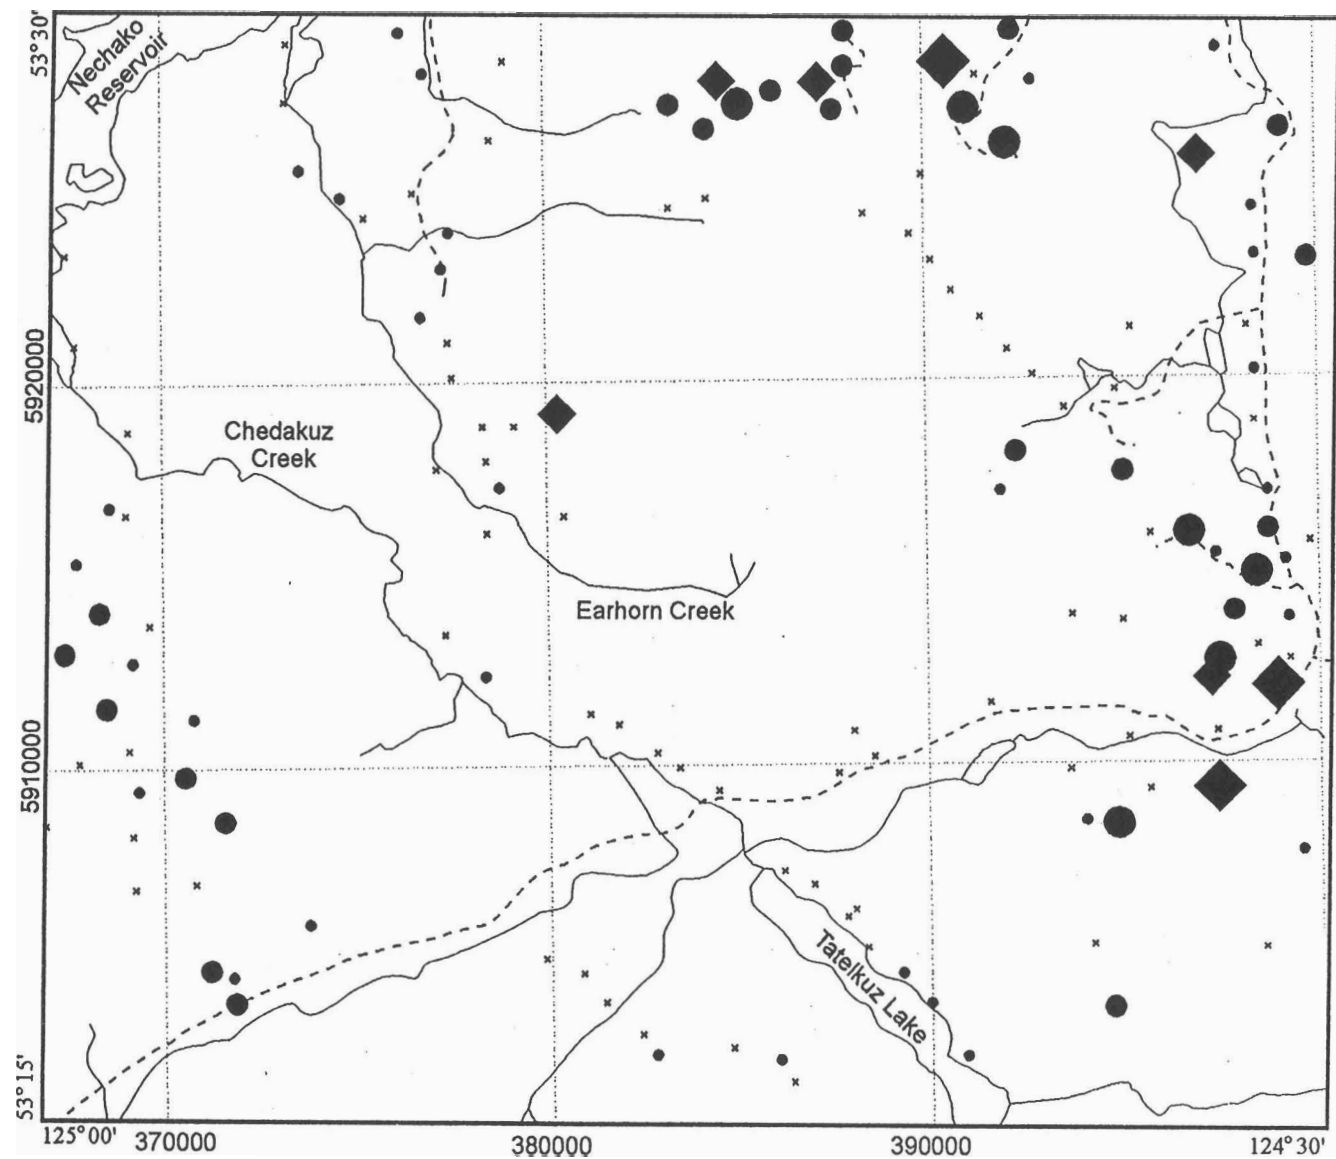 53°30'
Nechako
Reservoir
5920000
Chedakuz
Creek
Earhorn Creek
5910000
Tatelkuz Lake
53°15'
125°00'
370000
380000
390000
124°30'